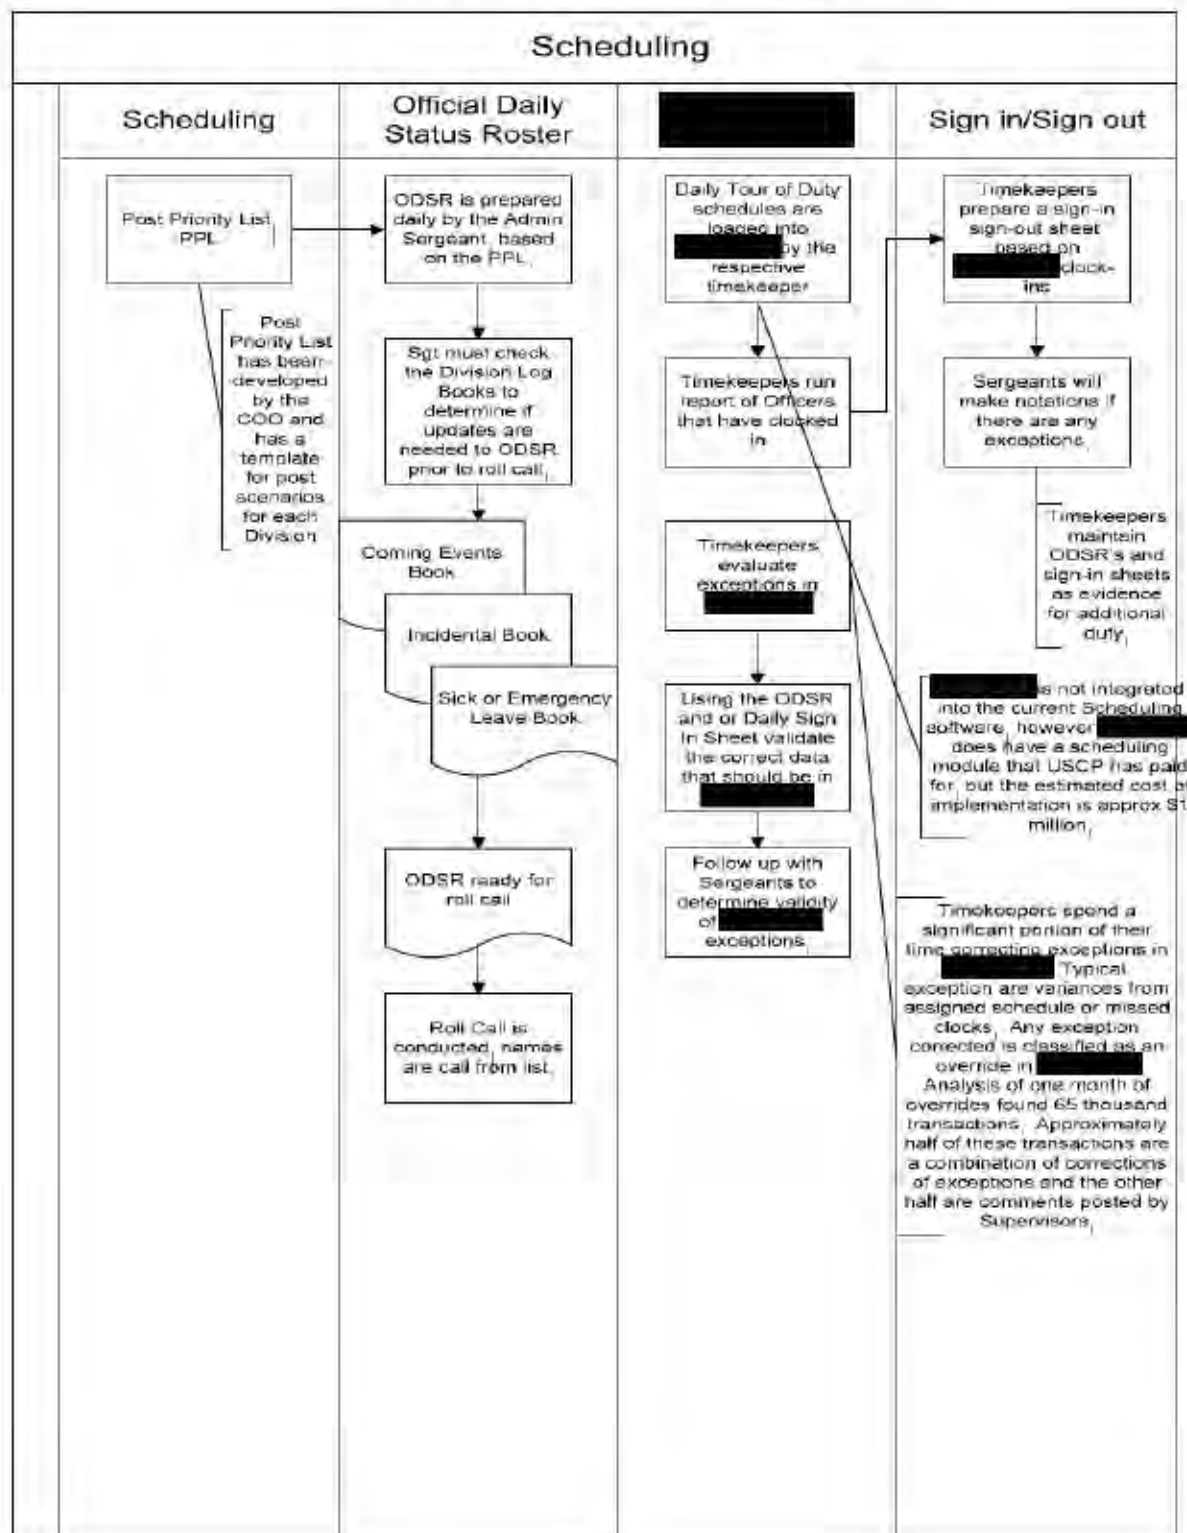 Scheduling
Scheduling
Official Daily
Status Roster
Sign in/Sign out
Post Priority List
PPL
Post
Priority List
has been
developed
by the
COO and
has a
template
for post
scenarios
for each
Division
ODSR is prepared
daily by the Admin
Sergeant, based
on the PPL
Sgt must check
the Division Log
Books to
determine if
updates are
needed to ODSR
prior to roll call,
Coming Events
Book
Incidental Book
Sick or Emergency
Leave Book
ODSR ready for
roll call
Roll Call is
conducted, names
are call from list,
Daily Tour of Duty
schedules are
loaded into
by the
respective
timekeeper
Timekeepers run
report of Officers
that have clocked
in
Timekeepers
evaluate
exceptions in
Using the ODSR
and or Daily Sign
In Sheet validate
the correct data
that should be in
Follow up with
Sergeants to
determine validity
of
exceptions
Timekeepers
prepare a sign-in
sign-out sheet
based on
clock-
ins
Sergeants will
make notations if
there are any
exceptions,
Timekeepers
maintain
ODSR's and
sign-in sheets
as evidence
for additional
duty,
is not integrated
into the current Scheduling
software, however
does have a scheduling
module that USCP has paid
for, but the estimated cost of
implementation is approx $1
million,
Timekeepers spend a
significant portion of their
time correcting exceptions in
Typical
exception are variances from
assigned schedule or missed
clocks, Any exception
corrected is classified as an
override in
Analysis of one month of
overrides found 65 thousand
transactions, Approximately
half of these transactions are
a combination of corrections
of exceptions and the other
half are comments posted by
Supervisors,